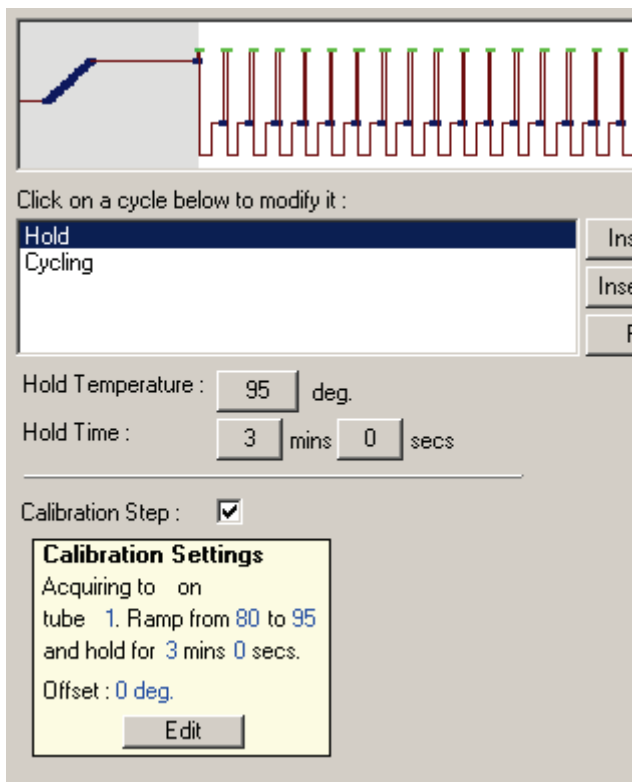 Click on a cycle below to modify it :
Hold
Cycling
Hold Temperature : 95 deg.
Hold Time : 3 mins 0 secs
Calibration Step :
Calibration Settings
Acquiring to on
tube 1. Ramp from 80 to 95
and hold for 3 mins 0 secs.
Offset : 0 deg.
Edit